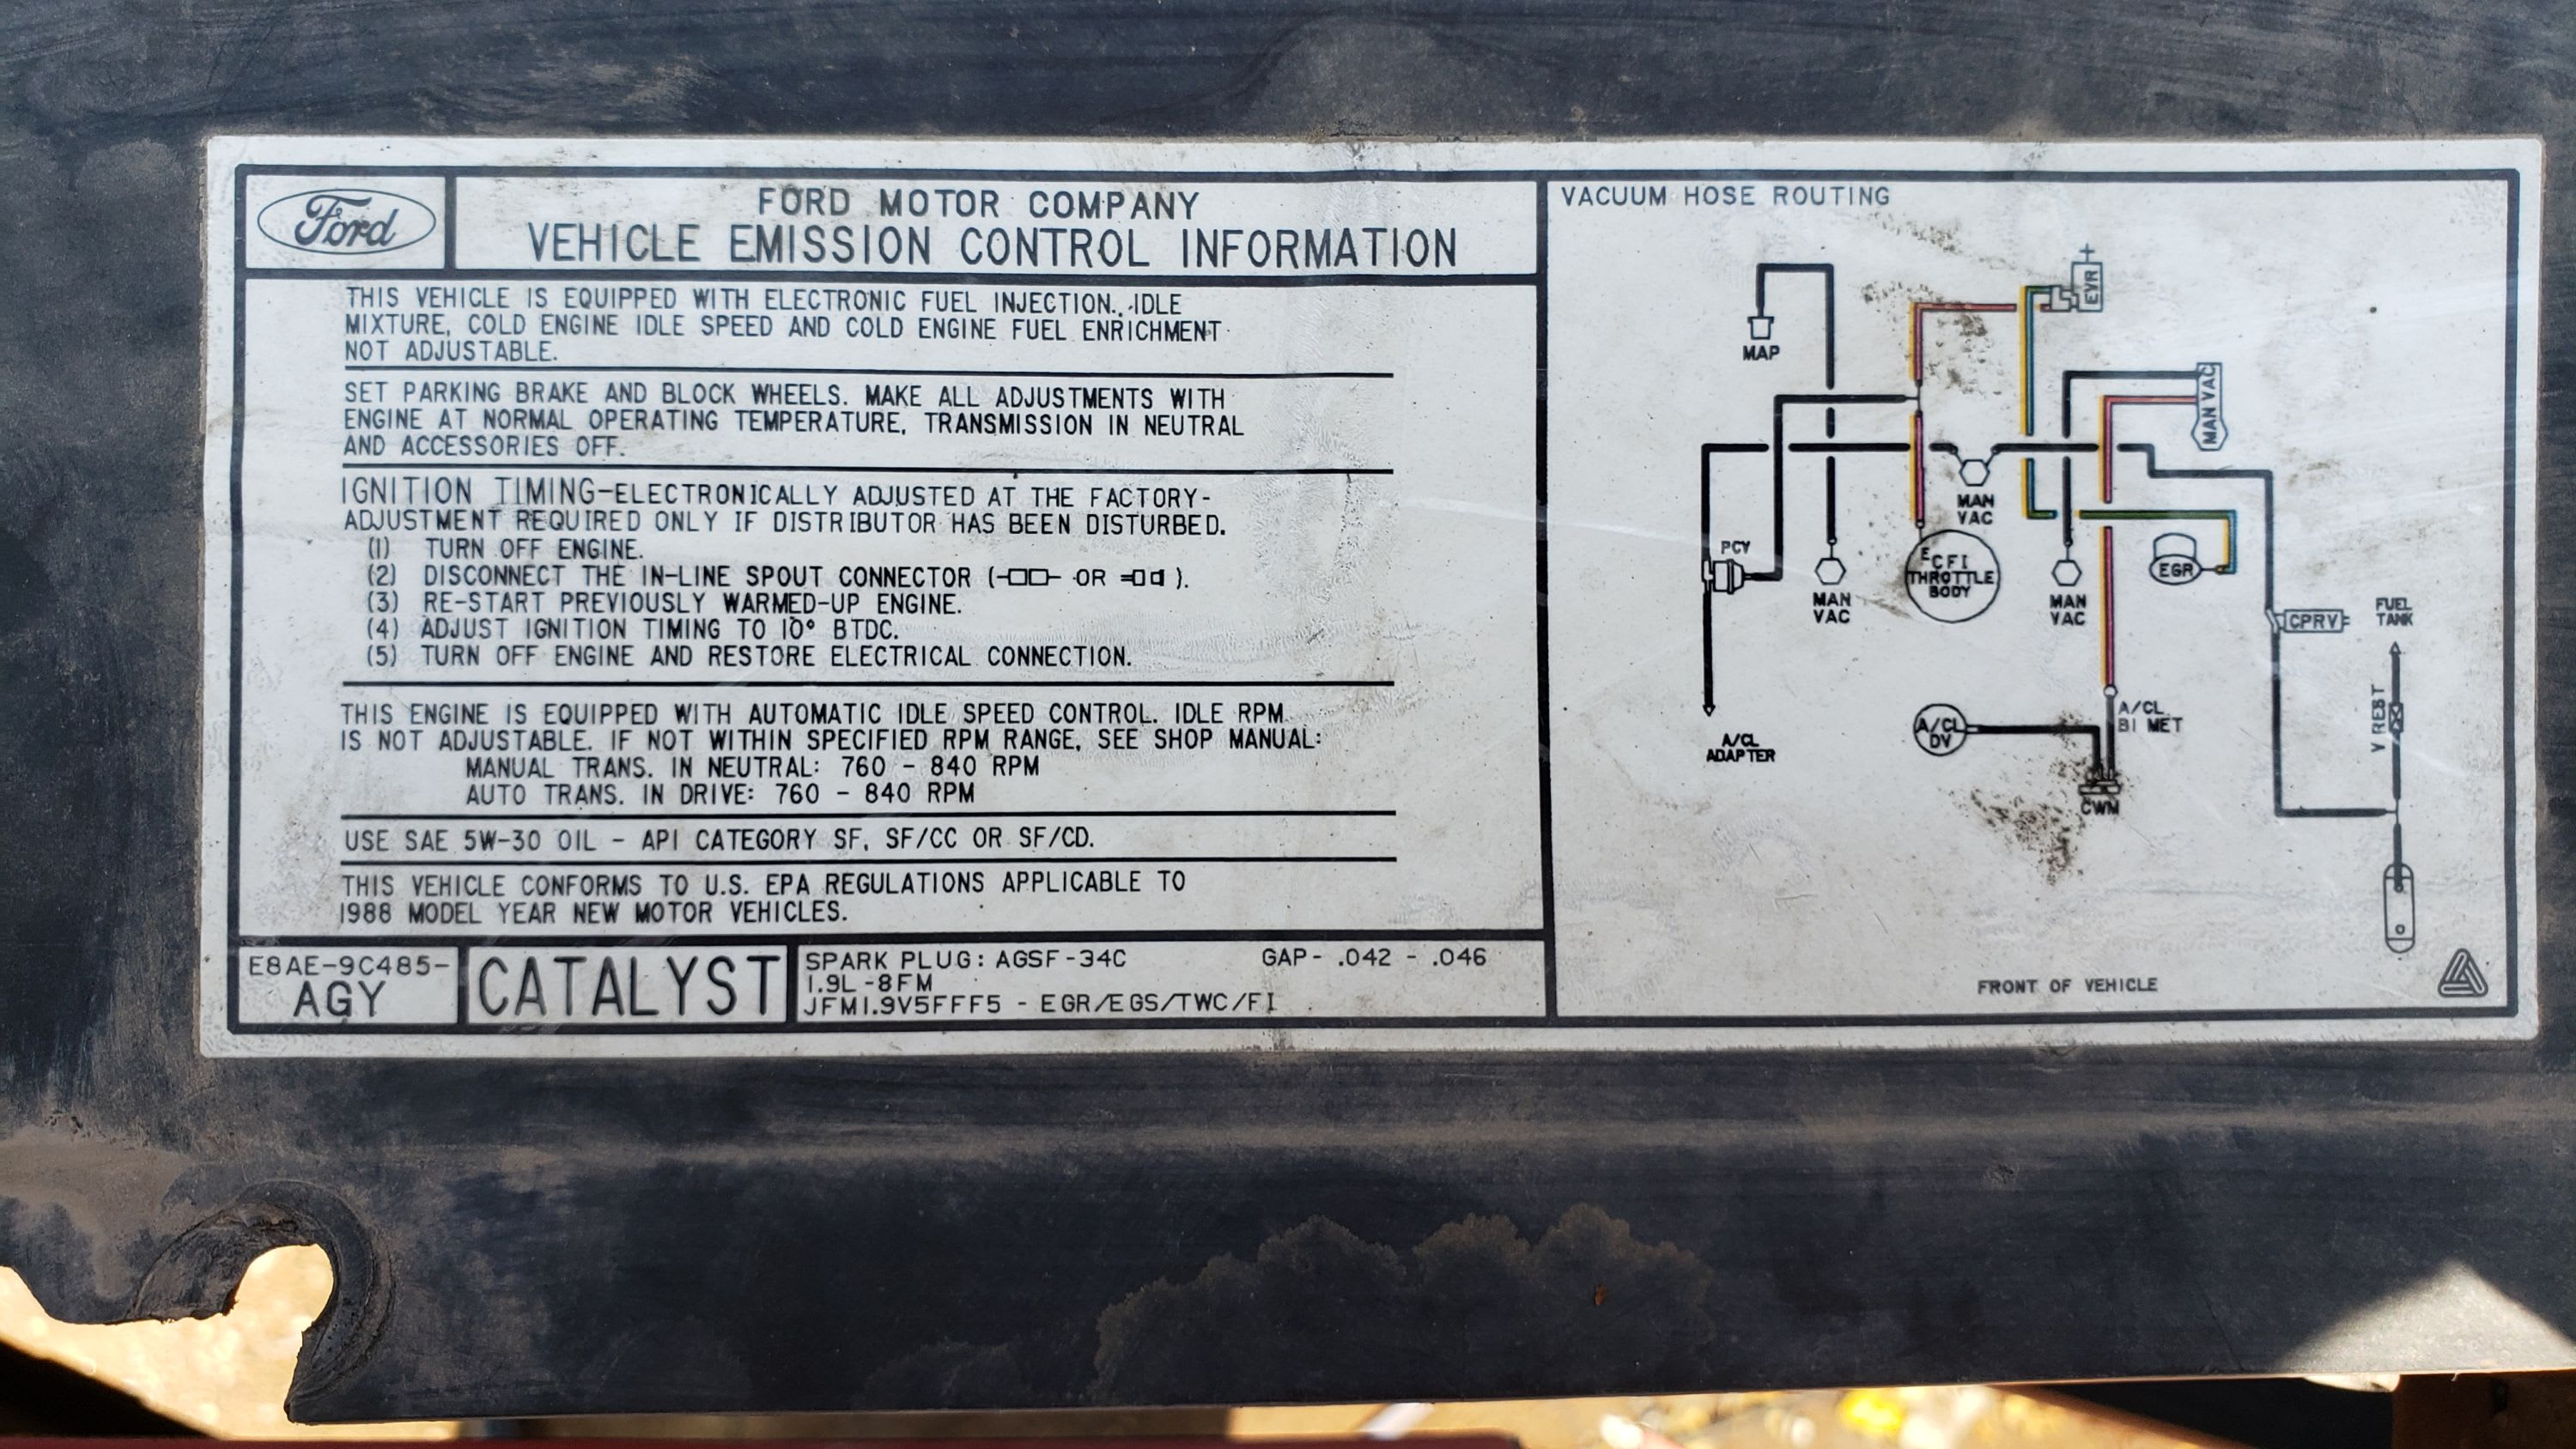 Ford
FORD MOTOR COMPANY
VEHICLE EMISSION CONTROL INFORMATION
THIS VEHICLE IS EQUIPPED WITH ELECTRONIC FUEL INJECTION. IDLE
MIXTURE, COLD ENGINE IDLE SPEED AND COLD ENGINE FUEL ENRICHMENT
NOT ADJUSTABLE.
SET PARKING BRAKE AND BLOCK WHEELS. MAKE ALL ADJUSTMENTS WITH
ENGINE AT NORMAL OPERATING TEMPERATURE, TRANSMISSION IN NEUTRAL
AND ACCESSORIES OFF.
IGNITION TIMING-ELECTRONICALLY ADJUSTED AT THE FACTORY-
ADJUSTMENT REQUIRED ONLY IF DISTRIBUTOR HAS BEEN DISTURBED.
(1) TURN OFF ENGINE.
(2) DISCONNECT THE IN-LINE SPOUT CONNECTOR ( OR ).
(3) RE-START PREVIOUSLY WARMED-UP ENGINE.
(4) ADJUST IGNITION TIMING TO 10° BTDC.
(5) TURN OFF ENGINE AND RESTORE ELECTRICAL CONNECTION.
THIS ENGINE IS EQUIPPED WITH AUTOMATIC IDLE SPEED CONTROL. IDLE RPM
IS NOT ADJUSTABLE. IF NOT WITHIN SPECIFIED RPM RANGE, SEE SHOP MANUAL:
MANUAL TRANS. IN NEUTRAL: 760 - 840 RPM
AUTO TRANS. IN DRIVE: 760 - 840 RPM
USE SAE 5W-30 OIL - API CATEGORY SF, SF/CC OR SF/CD.
THIS VEHICLE CONFORMS TO U.S. EPA REGULATIONS APPLICABLE TO
1988 MODEL YEAR NEW MOTOR VEHICLES.
E8AE-9C485-
AGY
CATALYST
SPARK PLUG: AGSF-34C GAP- .042 - .046
1.9L-8FM
JFM1.9V5FFF5 - EGR/EGS/TWC/FI
VACUUM HOSE ROUTING
+
EVR
MAP
MAN VAC
MAN
VAC
PCV
MAN
VAC
E
CFI
THROTTLE
BODY
MAN
VAC
EGR
CPRV
FUEL
TANK
V REST
A/CL
BI MET
A/CL
DV
A/CL
ADAPTER
CWM
FRONT OF VEHICLE